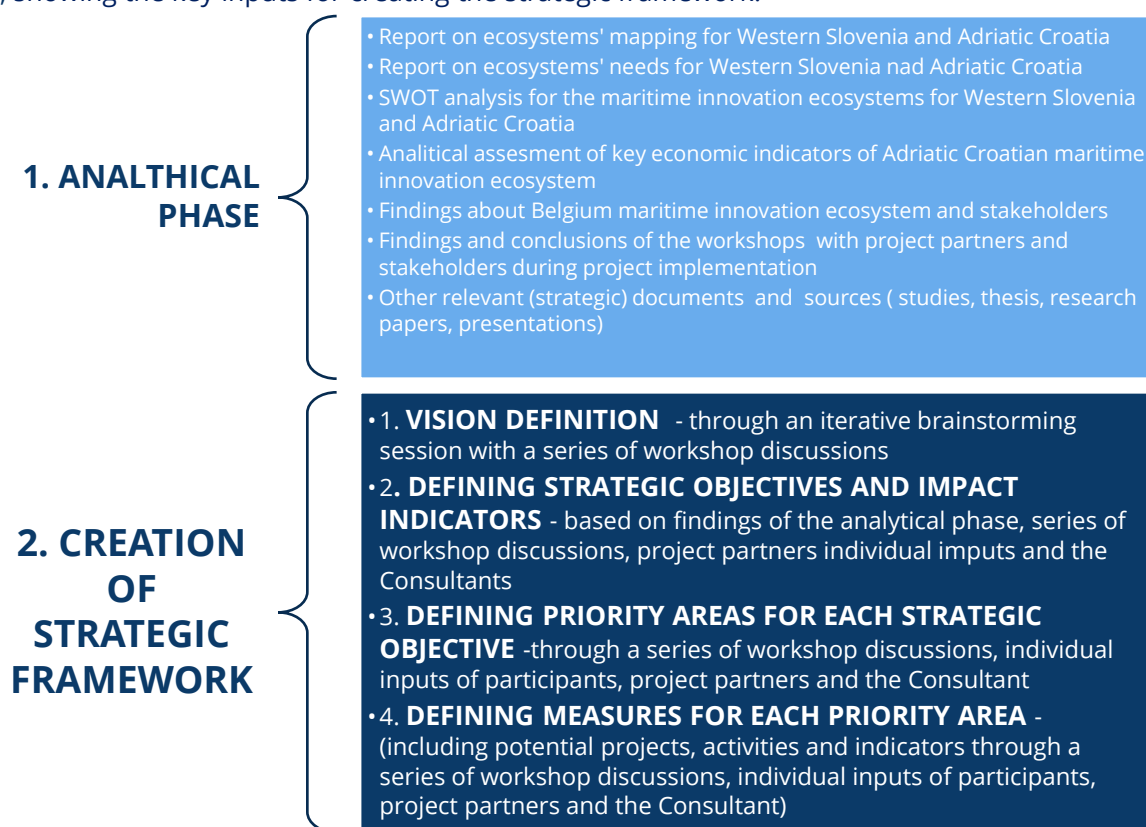 , showing the key inputs for creating the strategic framework.
1. ANALTHICAL
PHASE
• Report on ecosystems' mapping for Western Slovenia and Adriatic Croatia
• Report on ecosystems' needs for Western Slovenia nad Adriatic Croatia
• SWOT analysis for the maritime innovation ecosystems for Western Slovenia
and Adriatic Croatia
• Analitical assesment of key economic indicators of Adriatic Croatian maritime
innovation ecosystem
• Findings about Belgium maritime innovation ecosystem and stakeholders
• Findings and conclusions of the workshops with project partners and
stakeholders during project implementation
• Other relevant (strategic) documents and sources ( studies, thesis, research
papers, presentations)
2. CREATION
OF
STRATEGIC
FRAMEWORK
• 1. VISION DEFINITION - through an iterative brainstorming
session with a series of workshop discussions
• 2. DEFINING STRATEGIC OBJECTIVES AND IMPACT
INDICATORS - based on findings of the analytical phase, series of
workshop discussions, project partners individual imputs and the
Consultants
• 3. DEFINING PRIORITY AREAS FOR EACH STRATEGIC
OBJECTIVE -through a series of workshop discussions, individual
inputs of participants, project partners and the Consultant
• 4. DEFINING MEASURES FOR EACH PRIORITY AREA -
(including potential projects, activities and indicators through a
series of workshop discussions, individual inputs of participants,
project partners and the Consultant)